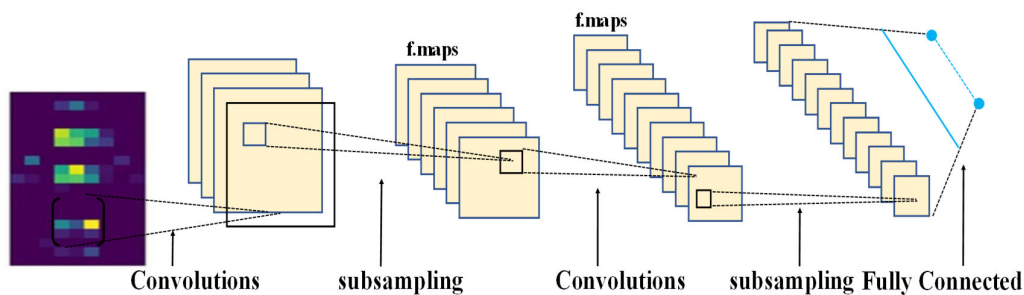 f.maps
f.maps
Convolutions
subsampling
Convolutions
subsampling
Fully Connected